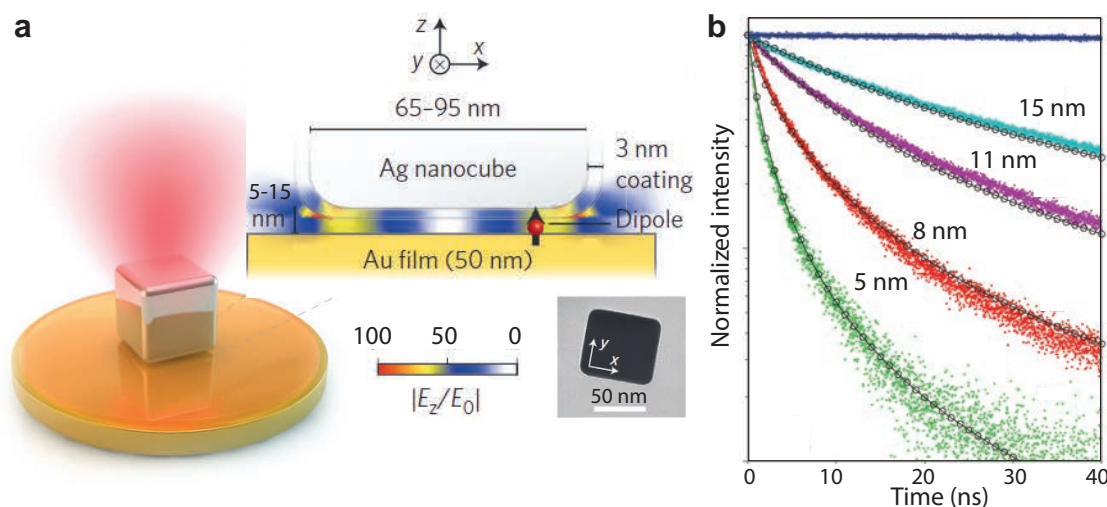 a
z
y
x
65–95 nm
Ag nanocube
3 nm
coating
5-15
nm
Dipole
Au film (50 nm)
100 50 0
|E_z/E_0|
y
x
50 nm
b
Normalized intensity
15 nm
11 nm
8 nm
5 nm
0 10 20 30 40
Time (ns)